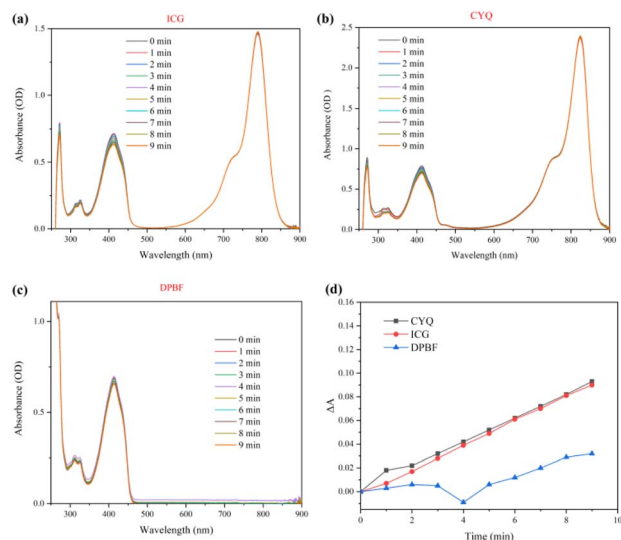 (a)
ICG
1.5
1.0
0.5
0.0
Absorbance (OD)
0 min
1 min
2 min
3 min
4 min
5 min
6 min
7 min
8 min
9 min
300 400 500 600 700 800 900
Wavelength (nm)
(b)
CYQ
2.5
2.0
1.5
1.0
0.5
0.0
Absorbance (OD )
0 min
1 min
2 min
3 min
4 min
5 min
6 min
7 min
8 min
9 min
300 400 500 600 700 800 900
Wavelength (nm)
(c)
DPBF
1.0
0.5
0.0
Absorbance (OD)
0 min
1 min
2 min
3 min
4 min
5 min
6 min
7 min
8 min
9 min
300 400 500 600 700 800 900
Wavelength (nm)
(d)
0.16
0.14
0.12
0.10
0.08
0.06
0.04
0.02
0.00
ΔA
CYQ
ICG
DPBF
0 2 4 6 8 10
Time (min)